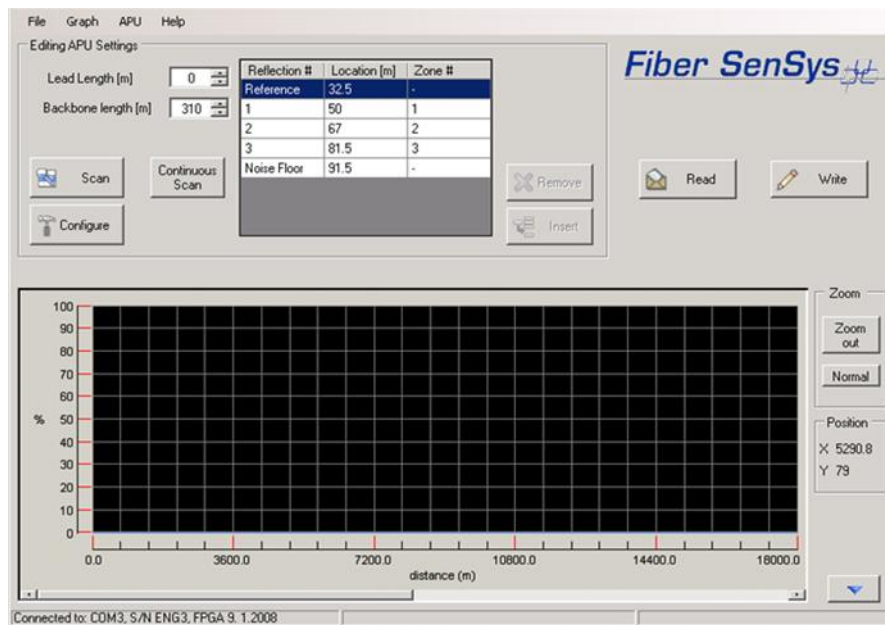 File Graph APU Help
Editing APU Settings
Lead Length [m] 0
Backbone length [m] 310
Scan
Continuous Scan
Configure
Reflection # Location [m] Zone #
Reference 32.5 -
1 50 1
2 67 2
3 81.5 3
Noise Floor 91.5 -
Remove
Insert
Fiber SenSys
Read
Write
100
90
80
70
60
50
40
30
20
10
0
%
0.0 3600.0 7200.0 10800.0 14400.0 18000.0
distance (m)
Zoom
Zoom out
Normal
Position
X 5290.8
Y 79
Connected to: COM3, S/N ENG3, FPGA 9. 1.2008